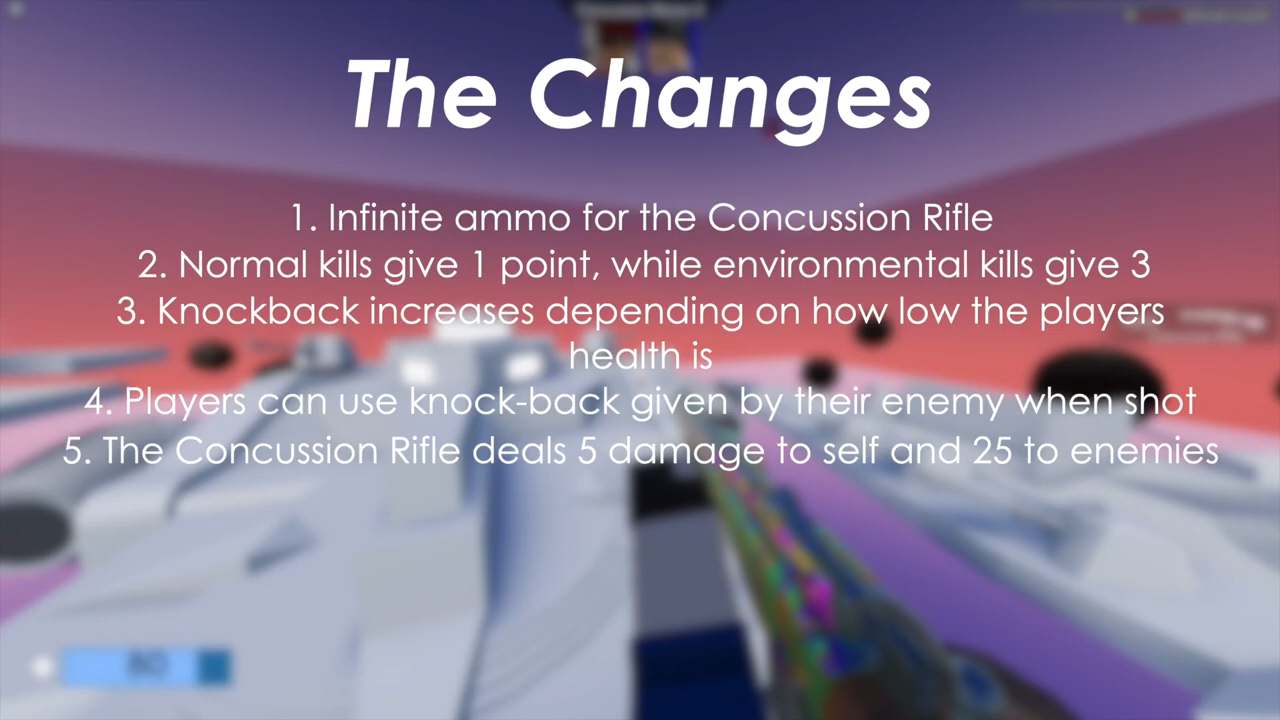 The Changes
1. Infinite ammo for the Concussion Rifle
2. Normal kills give 1 point, while environmental kills give 3
3. Knockback increases depending on how low the players
health is
4. Players can use knock-back given by their enemy when shot
5. The Concussion Rifle deals 5 damage to self and 25 to enemies
80